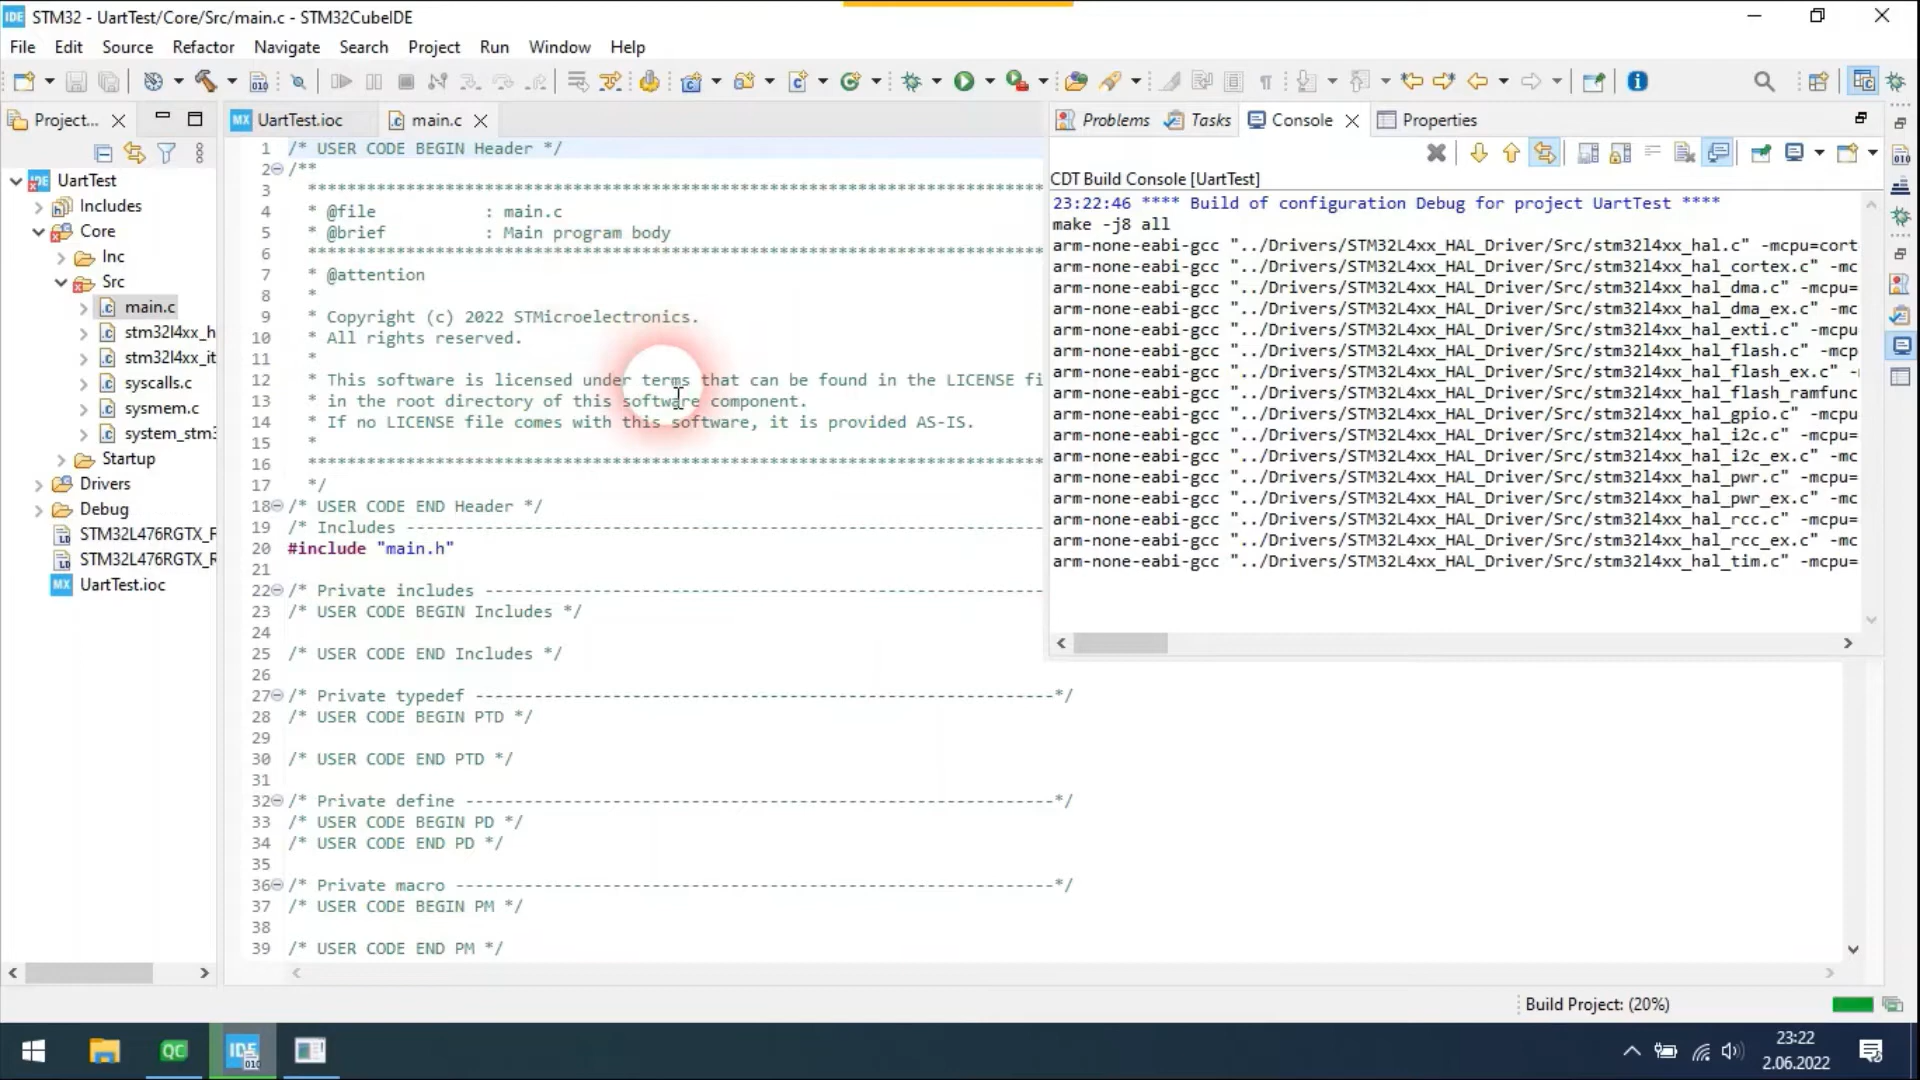 STM32 - UartTest/Core/Src/main.c - STM32CubeIDE
File Edit Source Refactor Navigate Search Project Run Window Help
Project...
UartTest
Includes
Core
Inc
Src
main.c
stm32l4xx_h
stm32l4xx_it
syscalls.c
sysmem.c
system_stm3
Startup
Drivers
Debug
STM32L476RGTX_F
STM32L476RGTX_R
UartTest.ioc
UartTest.ioc main.c
1 /* USER CODE BEGIN Header */
2 /**
3 ******************************************************************************
4 * @file : main.c
5 * @brief : Main program body
6 ******************************************************************************
7 * @attention
8 *
9 * Copyright (c) 2022 STMicroelectronics.
10 * All rights reserved.
11 *
12 * This software is licensed under terms that can be found in the LICENSE fi
13 * in the root directory of this software component.
14 * If no LICENSE file comes with this software, it is provided AS-IS.
15 *
16 ******************************************************************************
17 */
18 /* USER CODE END Header */
19 /* Includes ------------------------------------------------------------------
20 #include "main.h"
21
22 /* Private includes ----------------------------------------------------------
23 /* USER CODE BEGIN Includes */
24
25 /* USER CODE END Includes */
26
27 /* Private typedef -----------------------------------------------------------*/
28 /* USER CODE BEGIN PTD */
29
30 /* USER CODE END PTD */
31
32 /* Private define ------------------------------------------------------------*/
33 /* USER CODE BEGIN PD */
34 /* USER CODE END PD */
35
36 /* Private macro -------------------------------------------------------------*/
37 /* USER CODE BEGIN PM */
38
39 /* USER CODE END PM */
Problems Tasks Console Properties
CDT Build Console [UartTest]
23:22:46 **** Build of configuration Debug for project UartTest ****
make -j8 all
arm-none-eabi-gcc "../Drivers/STM32L4xx_HAL_Driver/Src/stm32l4xx_hal.c" -mcpu=cort
arm-none-eabi-gcc "../Drivers/STM32L4xx_HAL_Driver/Src/stm32l4xx_hal_cortex.c" -mc
arm-none-eabi-gcc "../Drivers/STM32L4xx_HAL_Driver/Src/stm32l4xx_hal_dma.c" -mcpu=
arm-none-eabi-gcc "../Drivers/STM32L4xx_HAL_Driver/Src/stm32l4xx_hal_dma_ex.c" -mc
arm-none-eabi-gcc "../Drivers/STM32L4xx_HAL_Driver/Src/stm32l4xx_hal_exti.c" -mcpu
arm-none-eabi-gcc "../Drivers/STM32L4xx_HAL_Driver/Src/stm32l4xx_hal_flash.c" -mcp
arm-none-eabi-gcc "../Drivers/STM32L4xx_HAL_Driver/Src/stm32l4xx_hal_flash_ex.c" -
arm-none-eabi-gcc "../Drivers/STM32L4xx_HAL_Driver/Src/stm32l4xx_hal_flash_ramfunc
arm-none-eabi-gcc "../Drivers/STM32L4xx_HAL_Driver/Src/stm32l4xx_hal_gpio.c" -mcpu
arm-none-eabi-gcc "../Drivers/STM32L4xx_HAL_Driver/Src/stm32l4xx_hal_i2c.c" -mcpu=
arm-none-eabi-gcc "../Drivers/STM32L4xx_HAL_Driver/Src/stm32l4xx_hal_i2c_ex.c" -mc
arm-none-eabi-gcc "../Drivers/STM32L4xx_HAL_Driver/Src/stm32l4xx_hal_pwr.c" -mcpu=
arm-none-eabi-gcc "../Drivers/STM32L4xx_HAL_Driver/Src/stm32l4xx_hal_pwr_ex.c" -mc
arm-none-eabi-gcc "../Drivers/STM32L4xx_HAL_Driver/Src/stm32l4xx_hal_rcc.c" -mcpu=
arm-none-eabi-gcc "../Drivers/STM32L4xx_HAL_Driver/Src/stm32l4xx_hal_rcc_ex.c" -mc
arm-none-eabi-gcc "../Drivers/STM32L4xx_HAL_Driver/Src/stm32l4xx_hal_tim.c" -mcpu=
Build Project: (20%)
QC
IDE
23:22
2.06.2022